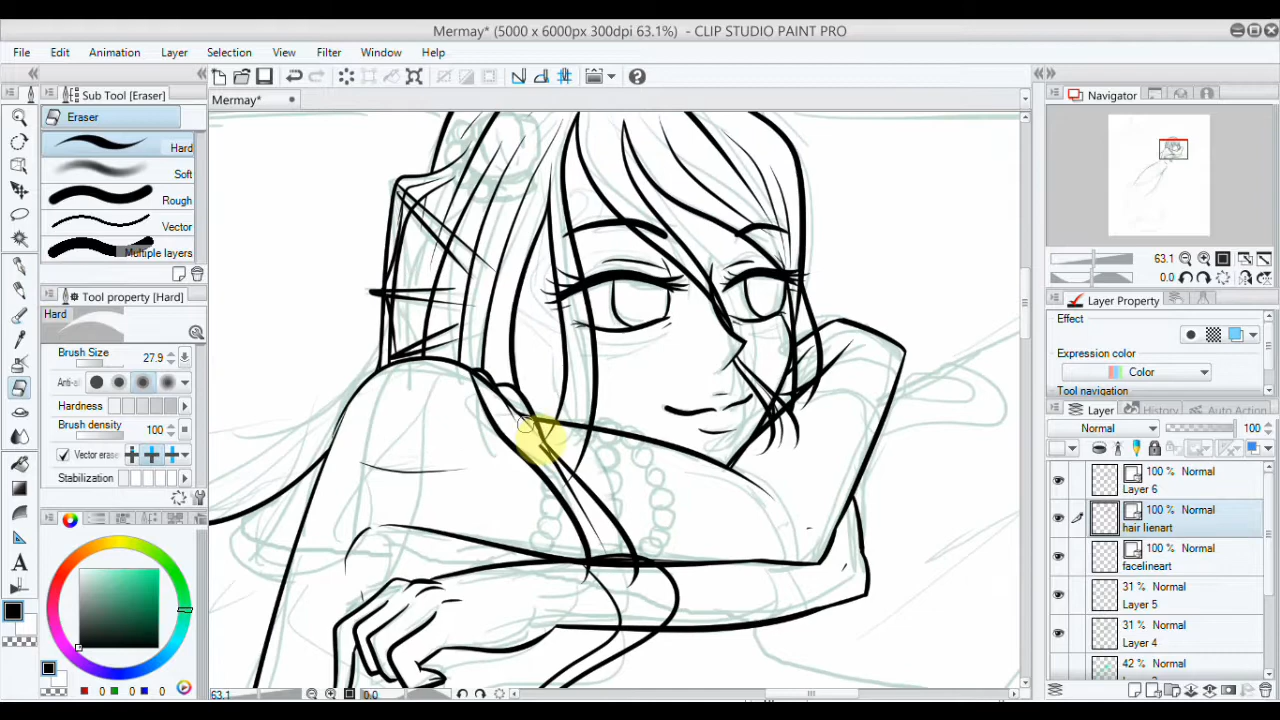 Mermay* (5000 x 6000px 300dpi 63.1%) - CLIP STUDIO PAINT PRO
File Edit Animation Layer Selection View Filter Window Help
Sub Tool [Eraser]
Mermay*
Navigator
Eraser
Hard
Soft
Rough
Vector
Multiple layers
63.1
0.0
Tool property [Hard]
Hard
Layer Property
Effect
Brush Size 27.9
Anti-al
Expression color
Hardness
Color
Brush density 100
Tool navigation
Vector erase
Layer History Auto Action
Stabilization
Normal 100
100 % Normal
Layer 6
100 % Normal
hair lienart
100 % Normal
facelineart
31 % Normal
Layer 5
31 % Normal
Layer 4
42 % Normal
A
0 0 0
63.1 0.0